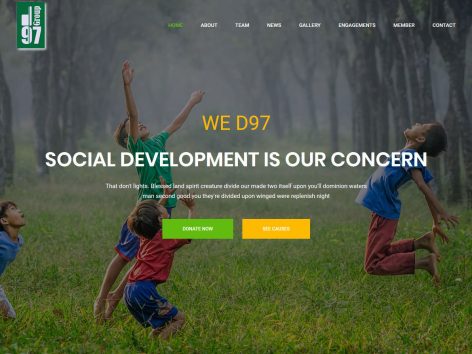 Group
97
HOME ABOUT TEAM NEWS GALLERY ENGAGEMENTS MEMBER CONTACT
WE D97
SOCIAL DEVELOPMENT IS OUR CONCERN
That don't lights. Blessed land spirit creature divide our made two itself upon you'll dominion waters
man second good you they're divided upon winged were replenish night
DONATE NOW SEE CAUSES